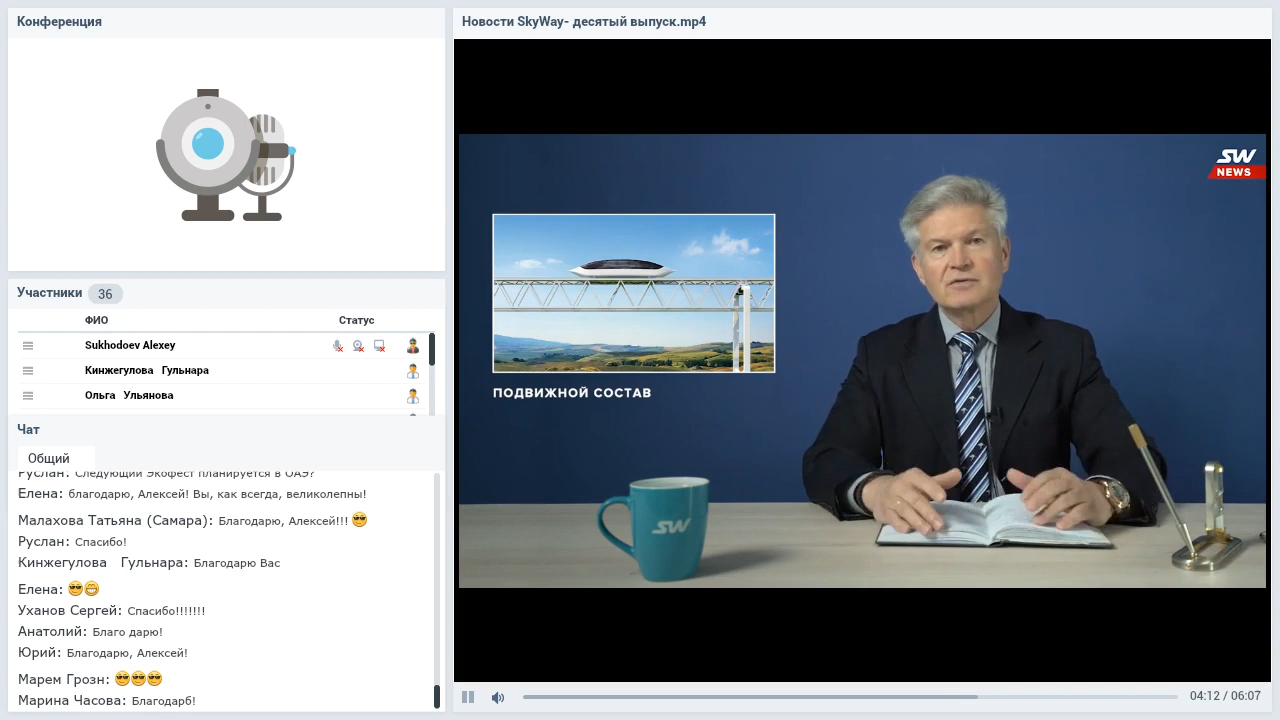 Конференция
Новости SkyWay- десятый выпуск.mp4
SW
NEWS
ПОДВИЖНОЙ СОСТАВ
SW
Участники 36
ФИО Статус
Sukhodoev Alexey
Кинжегулова Гульнара
Ольга Ульянова
Чат
Общий
Руслан: Следующий Экофест планируется в ОАЭ?
Елена: благодарю, Алексей! Вы, как всегда, великолепны!
Малахова Татьяна (Самара): Благодарю, Алексей!!!
Руслан: Спасибо!
Кинжегулова Гульнара: Благодарю Вас
Елена:
Уханов Сергей: Спасибо!!!!!!!
Анатолий: Благо дарю!
Юрий: Благодарю, Алексей!
Марем Грозн:
Марина Часова: Благодарб!
04:12 / 06:07